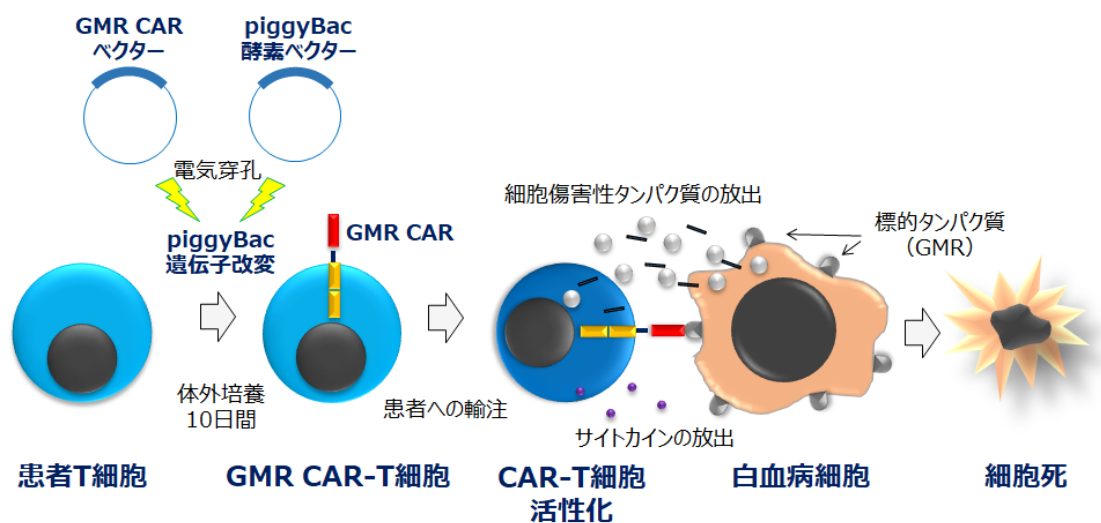 GMR CAR
ベクター
piggyBac
酵素ベクター
電気穿孔
piggyBac
遺伝子改変
GMR CAR
細胞傷害性タンパク質の放出
標的タンパク質
（GMR）
体外培養
10日間
患者への輸注
サイトカインの放出
患者T細胞
GMR CAR-T細胞
CAR-T細胞
活性化
白血病細胞
細胞死